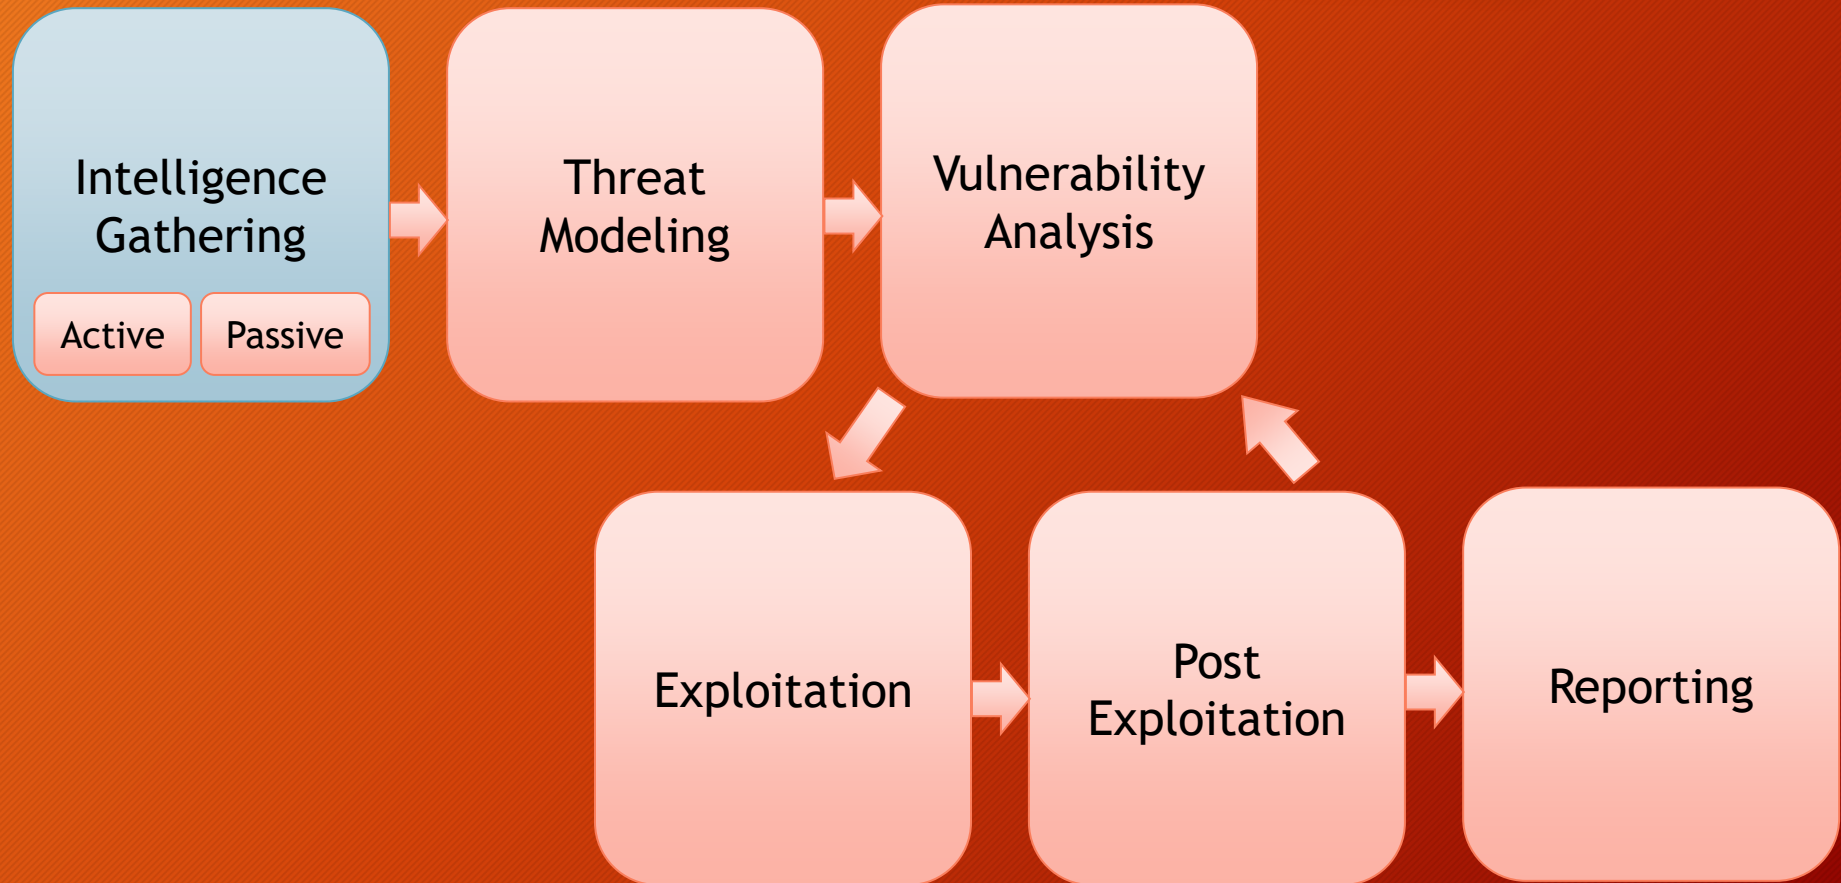 Intelligence
Gathering
Active
Passive
Threat
Modeling
Vulnerability
Analysis
Exploitation
Post
Exploitation
Reporting